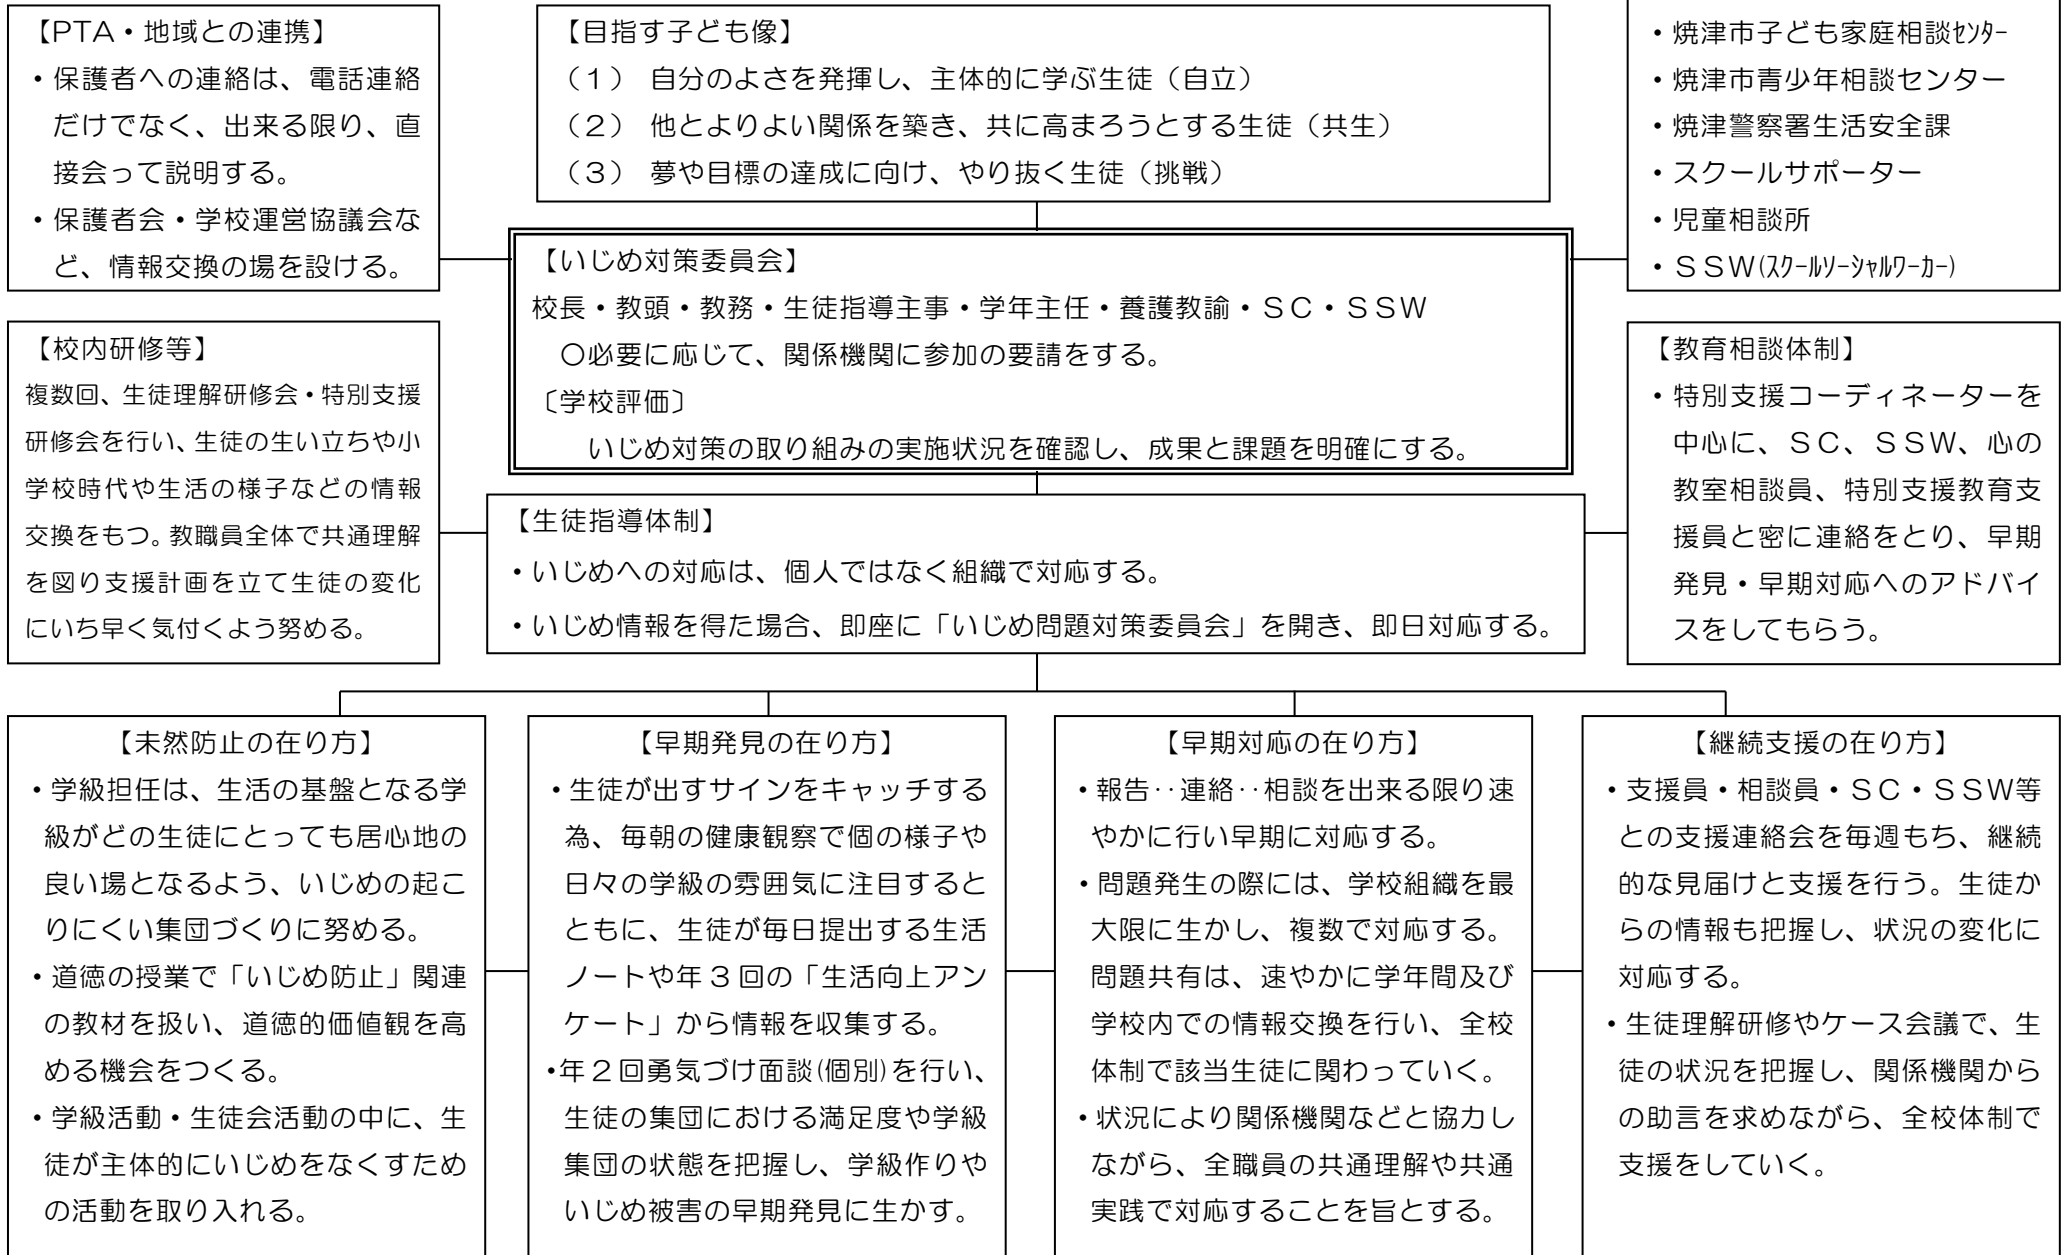 【PTA・地域との連携】
・保護者への連絡は、電話連絡
だけでなく、出来る限り、直
接会って説明する。
・保護者会・学校運営協議会な
ど、情報交換の場を設ける。
【目指す子ども像】
(1) 自分のよさを発揮し、主体的に学ぶ生徒(自立)
(2) 他とよりよい関係を築き、共に高まろうとする生徒(共生)
(3) 夢や目標の達成に向け、やり抜く生徒(挑戦)
・焼津市子ども家庭相談ｾﾝﾀｰ
・焼津市青少年相談センター
・焼津警察署生活安全課
・スクールサポーター
・児童相談所
・SSW(ｽｸｰﾙｿｰｼｬﾙﾜｰｶｰ)
【いじめ対策委員会】
校長・教頭・教務・生徒指導主事・学年主任・養護教諭・SC・SSW
○必要に応じて、関係機関に参加の要請をする。
〔学校評価〕
いじめ対策の取り組みの実施状況を確認し、成果と課題を明確にする。
【校内研修等】
複数回、生徒理解研修会・特別支援
研修会を行い、生徒の生い立ちや小
学校時代や生活の様子などの情報
交換をもつ。教職員全体で共通理解
を図り支援計画を立て生徒の変化
にいち早く気付くよう努める。
【生徒指導体制】
・いじめへの対応は、個人ではなく組織で対応する。
・いじめ情報を得た場合、即座に「いじめ問題対策委員会」を開き、即日対応する。
【教育相談体制】
・特別支援コーディネーターを
中心に、SC、SSW、心の
教室相談員、特別支援教育支
援員と密に連絡をとり、早期
発見・早期対応へのアドバイ
スをしてもらう。
【未然防止の在り方】
・学級担任は、生活の基盤となる学
級がどの生徒にとっても居心地の
良い場となるよう、いじめの起こ
りにくい集団づくりに努める。
・道徳の授業で「いじめ防止」関連
の教材を扱い、道徳的価値観を高
める機会をつくる。
・学級活動・生徒会活動の中に、生
徒が主体的にいじめをなくすため
の活動を取り入れる。
【早期発見の在り方】
・生徒が出すサインをキャッチする
為、毎朝の健康観察で個の様子や
日々の学級の雰囲気に注目すると
ともに、生徒が毎日提出する生活
ノートや年3回の「生活向上アン
ケート」から情報を収集する。
・年2回勇気づけ面談(個別)を行い、
生徒の集団における満足度や学級
集団の状態を把握し、学級作りや
いじめ被害の早期発見に生かす。
【早期対応の在り方】
・報告‥連絡‥相談を出来る限り速
やかに行い早期に対応する。
・問題発生の際には、学校組織を最
大限に生かし、複数で対応する。
問題共有は、速やかに学年間及び
学校内での情報交換を行い、全校
体制で該当生徒に関わっていく。
・状況により関係機関などと協力し
ながら、全職員の共通理解や共通
実践で対応することを旨とする。
【継続支援の在り方】
・支援員・相談員・SC・SSW等
との支援連絡会を毎週もち、継続
的な見届けと支援を行う。生徒か
らの情報も把握し、状況の変化に
対応する。
・生徒理解研修やケース会議で、生
徒の状況を把握し、関係機関から
の助言を求めながら、全校体制で
支援をしていく。